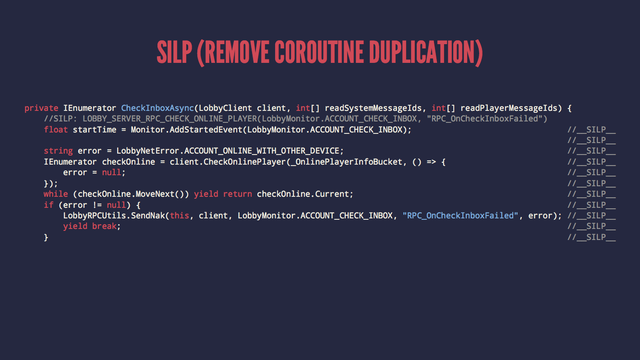 SILP (REMOVE COROUTINE DUPLICATION)
private IEnumerator CheckInboxAsync(LobbyClient client, int[] readSystemMessageIds, int[] readPlayerMessageIds) {
    //SILP: LOBBY_SERVER_RPC_CHECK_ONLINE_PLAYER(LobbyMonitor.ACCOUNT_CHECK_INBOX, "RPC_OnCheckInboxFailed")
    float startTime = Monitor.AddStartedEvent(LobbyMonitor.ACCOUNT_CHECK_INBOX); //__SILP__
    //__SILP__
    string error = LobbyNetError.ACCOUNT_ONLINE_WITH_OTHER_DEVICE; //__SILP__
    IEnumerator checkOnline = client.CheckOnlinePlayer(_OnlinePlayerInfoBucket, () => { //__SILP__
        error = null; //__SILP__
    }); //__SILP__
    while (checkOnline.MoveNext()) yield return checkOnline.Current; //__SILP__
    if (error != null) { //__SILP__
        LobbyRPCUtils.SendNak(this, client, LobbyMonitor.ACCOUNT_CHECK_INBOX, "RPC_OnCheckInboxFailed", error); //__SILP__
        yield break; //__SILP__
    } //__SILP__